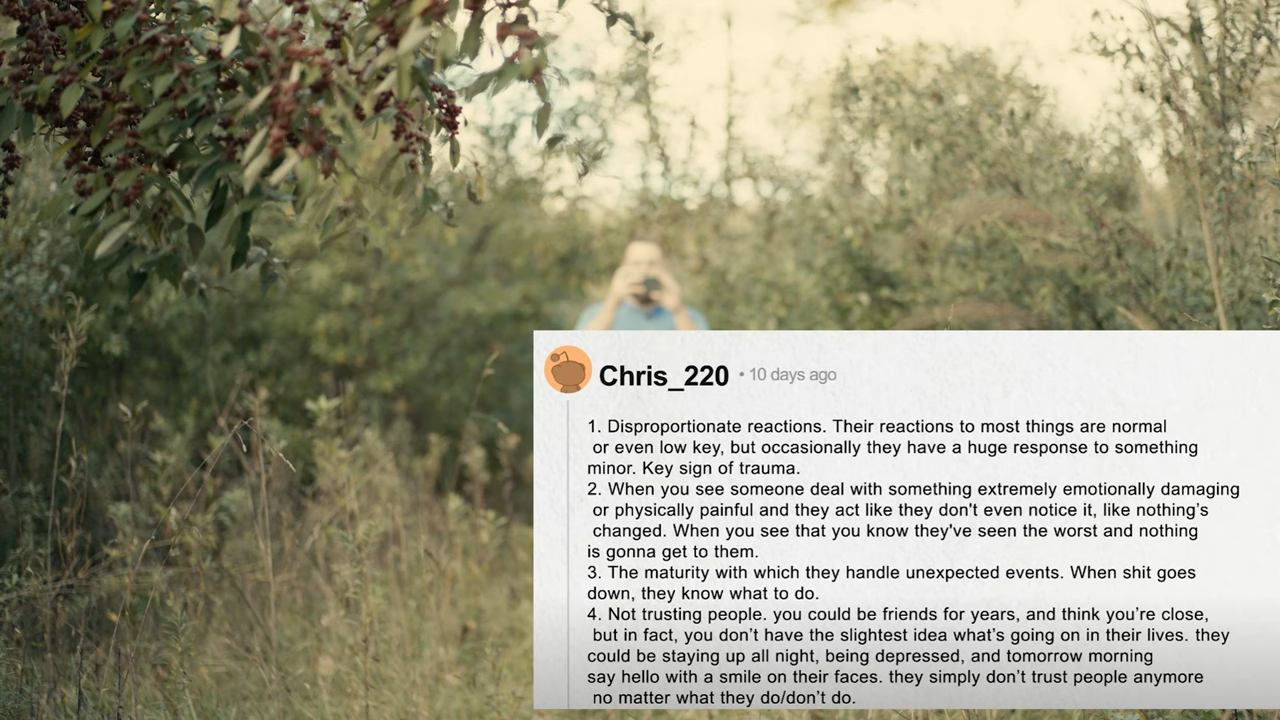 Chris_220 • 10 days ago
1. Disproportionate reactions. Their reactions to most things are normal
or even low key, but occasionally they have a huge response to something
minor. Key sign of trauma.
2. When you see someone deal with something extremely emotionally damaging
or physically painful and they act like they don't even notice it, like nothing's
changed. When you see that you know they've seen the worst and nothing
is gonna get to them.
3. The maturity with which they handle unexpected events. When shit goes
down, they know what to do.
4. Not trusting people. you could be friends for years, and think you’re close,
but in fact, you don’t have the slightest idea what’s going on in their lives. they
could be staying up all night, being depressed, and tomorrow morning
say hello with a smile on their faces. they simply don’t trust people anymore
no matter what they do/don’t do.